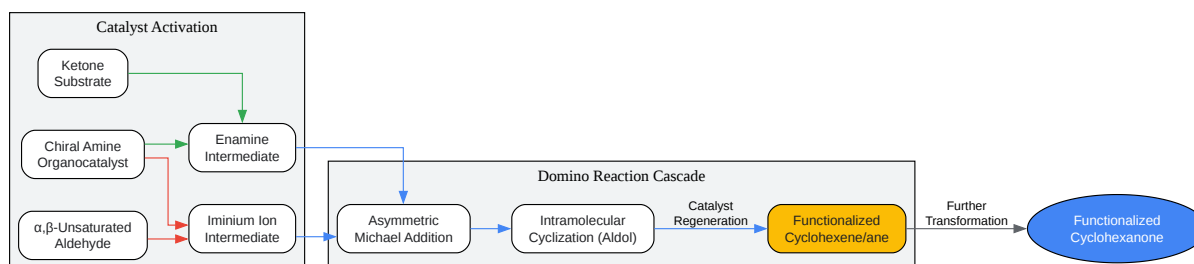 Catalyst Activation
Ketone
Substrate
Chiral Amine
Organocatalyst
Enamine
Intermediate
α,β-Unsaturated
Aldehyde
Iminium Ion
Intermediate
Domino Reaction Cascade
Asymmetric
Michael Addition
Intramolecular
Cyclization (Aldol)
Catalyst
Regeneration
Functionalized
Cyclohexene/ane
Further
Transformation
Functionalized
Cyclohexanone